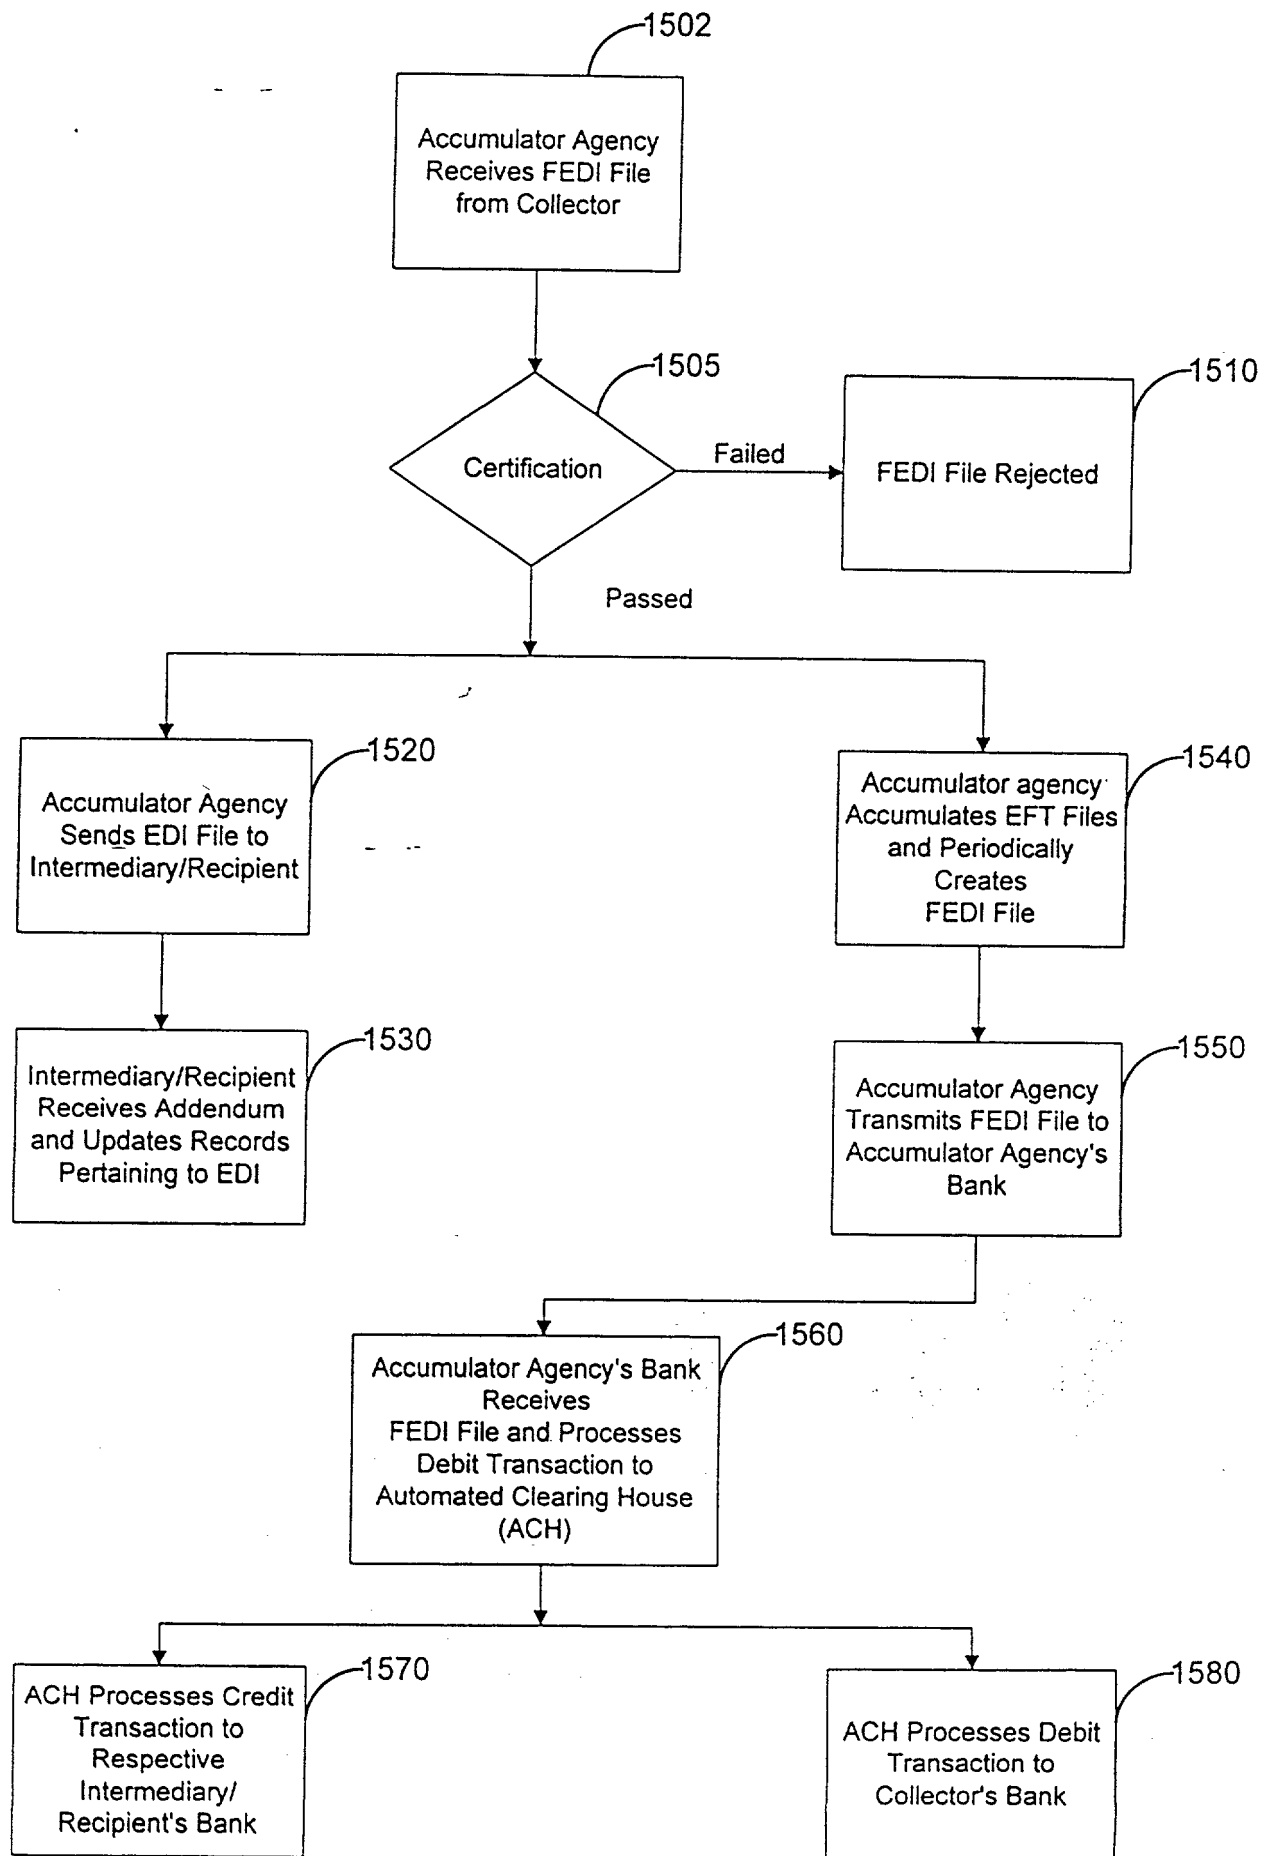 1502
Accumulator Agency
Receives FEDI File
from Collector
1505
Certification
Failed
1510
FEDI File Rejected
Passed
1520
Accumulator Agency
Sends EDI File to
Intermediary/Recipient
1540
Accumulator agency
Accumulates EFT Files
and Periodically
Creates
FEDI File
1530
Intermediary/Recipient
Receives Addendum
and Updates Records
Pertaining to EDI
1550
Accumulator Agency
Transmits FEDI File to
Accumulator Agency's
Bank
1560
Accumulator Agency's Bank
Receives
FEDI File and Processes
Debit Transaction to
Automated Clearing House
(ACH)
1570
ACH Processes Credit
Transaction to
Respective
Intermediary/
Recipient's Bank
1580
ACH Processes Debit
Transaction to
Collector's Bank